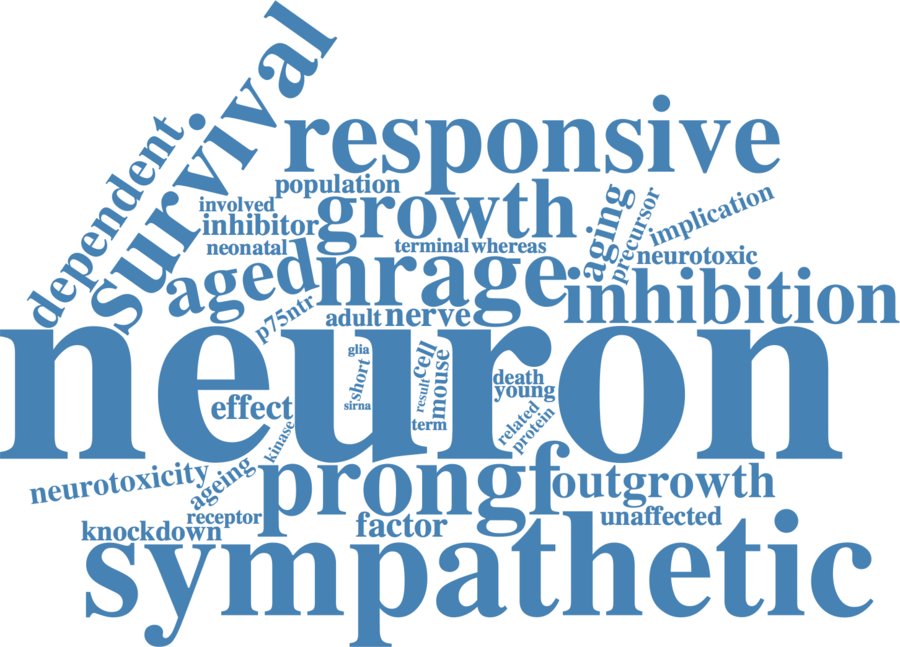 survival
dependent
responsive
population
involved
growth
inhibitor
neonatal
terminal
whereas
aging
precursor
implication
neurotoxic
aged
nrage
inhibition
p75ntr
adult
nerve
neuron
glia
short
sirna
cell
result
mouse
term
death
young
related
protein
effect
kinase
neurotoxicity
ageing
prongf
outgrowth
receptor
knockdown
factor
unaffected
sympathetic